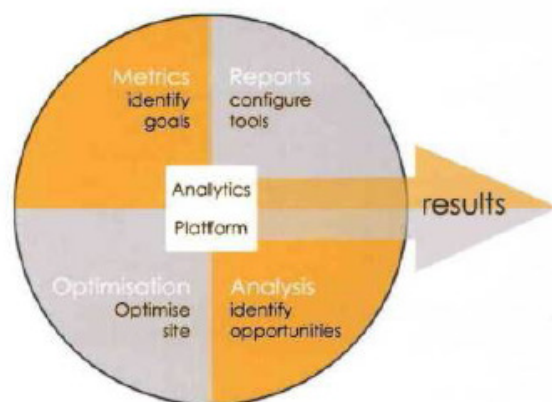 Metrics
identify
goals
Reports
configure
tools
Analytics
Platform
results
Optimisation
Optimise
site
Analysis
identify
opportunities